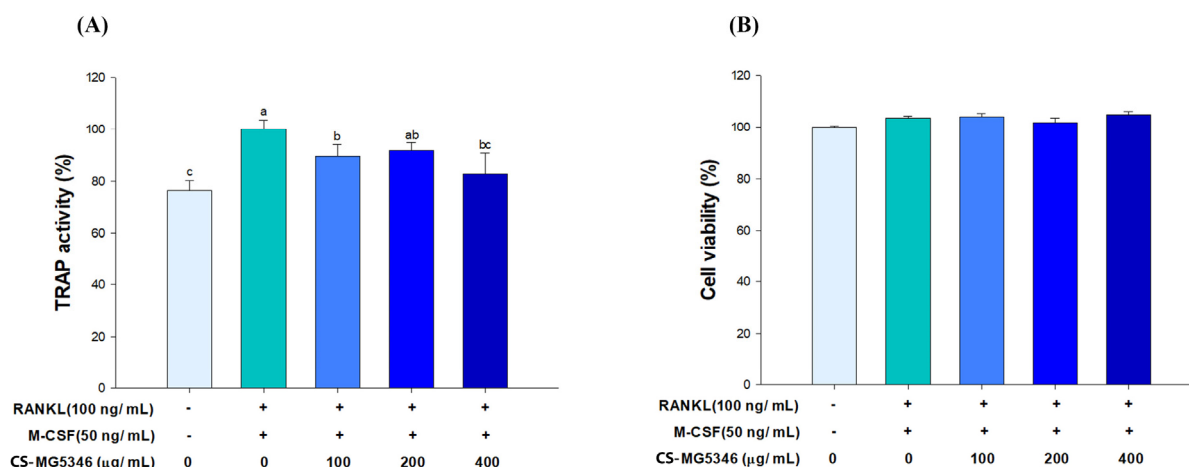 (A)
TRAP activity (%)
120
100
80
60
40
20
0
c
a
b
ab
bc
RANKL(100 ng/ mL) - + + + +
M-CSF(50 ng/ mL) - + + + +
CS-MG5346 (μg/ mL) 0 0 100 200 400
(B)
Cell viability (%)
120
100
80
60
40
20
0
RANKL(100 ng/ mL) - + + + +
M-CSF(50 ng/ mL) - + + + +
CS-MG5346 (μg/ mL) 0 0 100 200 400